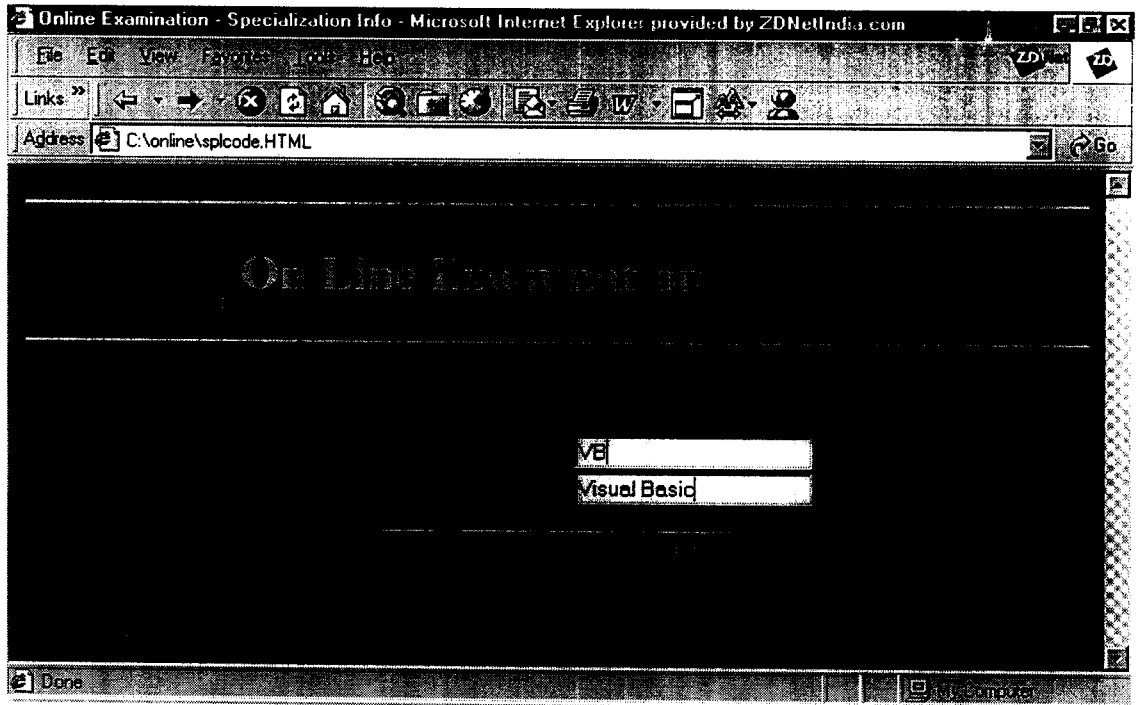 Online Examination - Specialization Info - Microsoft Internet Explorer provided by ZDNetIndia.com
File Edit View Favorites Tools Help
Links »
Address C:\online\splcode.HTML Go
On Line Examination
VB
Visual Basic
Done My Computer